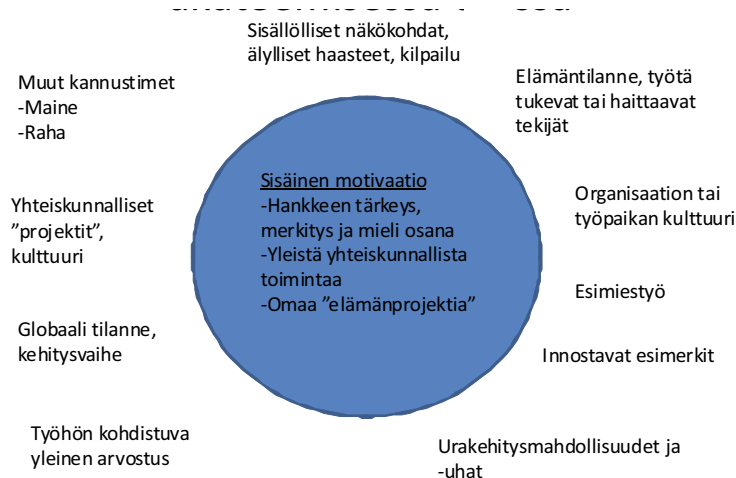 Sisällölliset näkökohdat,
älylliset haasteet, kilpailu
Muut kannustimet
-Maine
-Raha
Elämäntilanne, työtä
tukevat tai haittaavat
tekijät
Sisäinen motivaatio
-Hankkeen tärkeys,
merkitys ja mieli osana
-Yleistä yhteiskunnallista
toimintaa
-Omaa ”elämänprojektia”
Yhteiskunnalliset
”projektit”,
kulttuuri
Organisaation tai
työpaikan kulttuuri
Esimiestyö
Globaali tilanne,
kehitysvaihe
Innostavat esimerkit
Työhön kohdistuva
yleinen arvostus
Urakehitysmahdollisuudet ja
-uhat